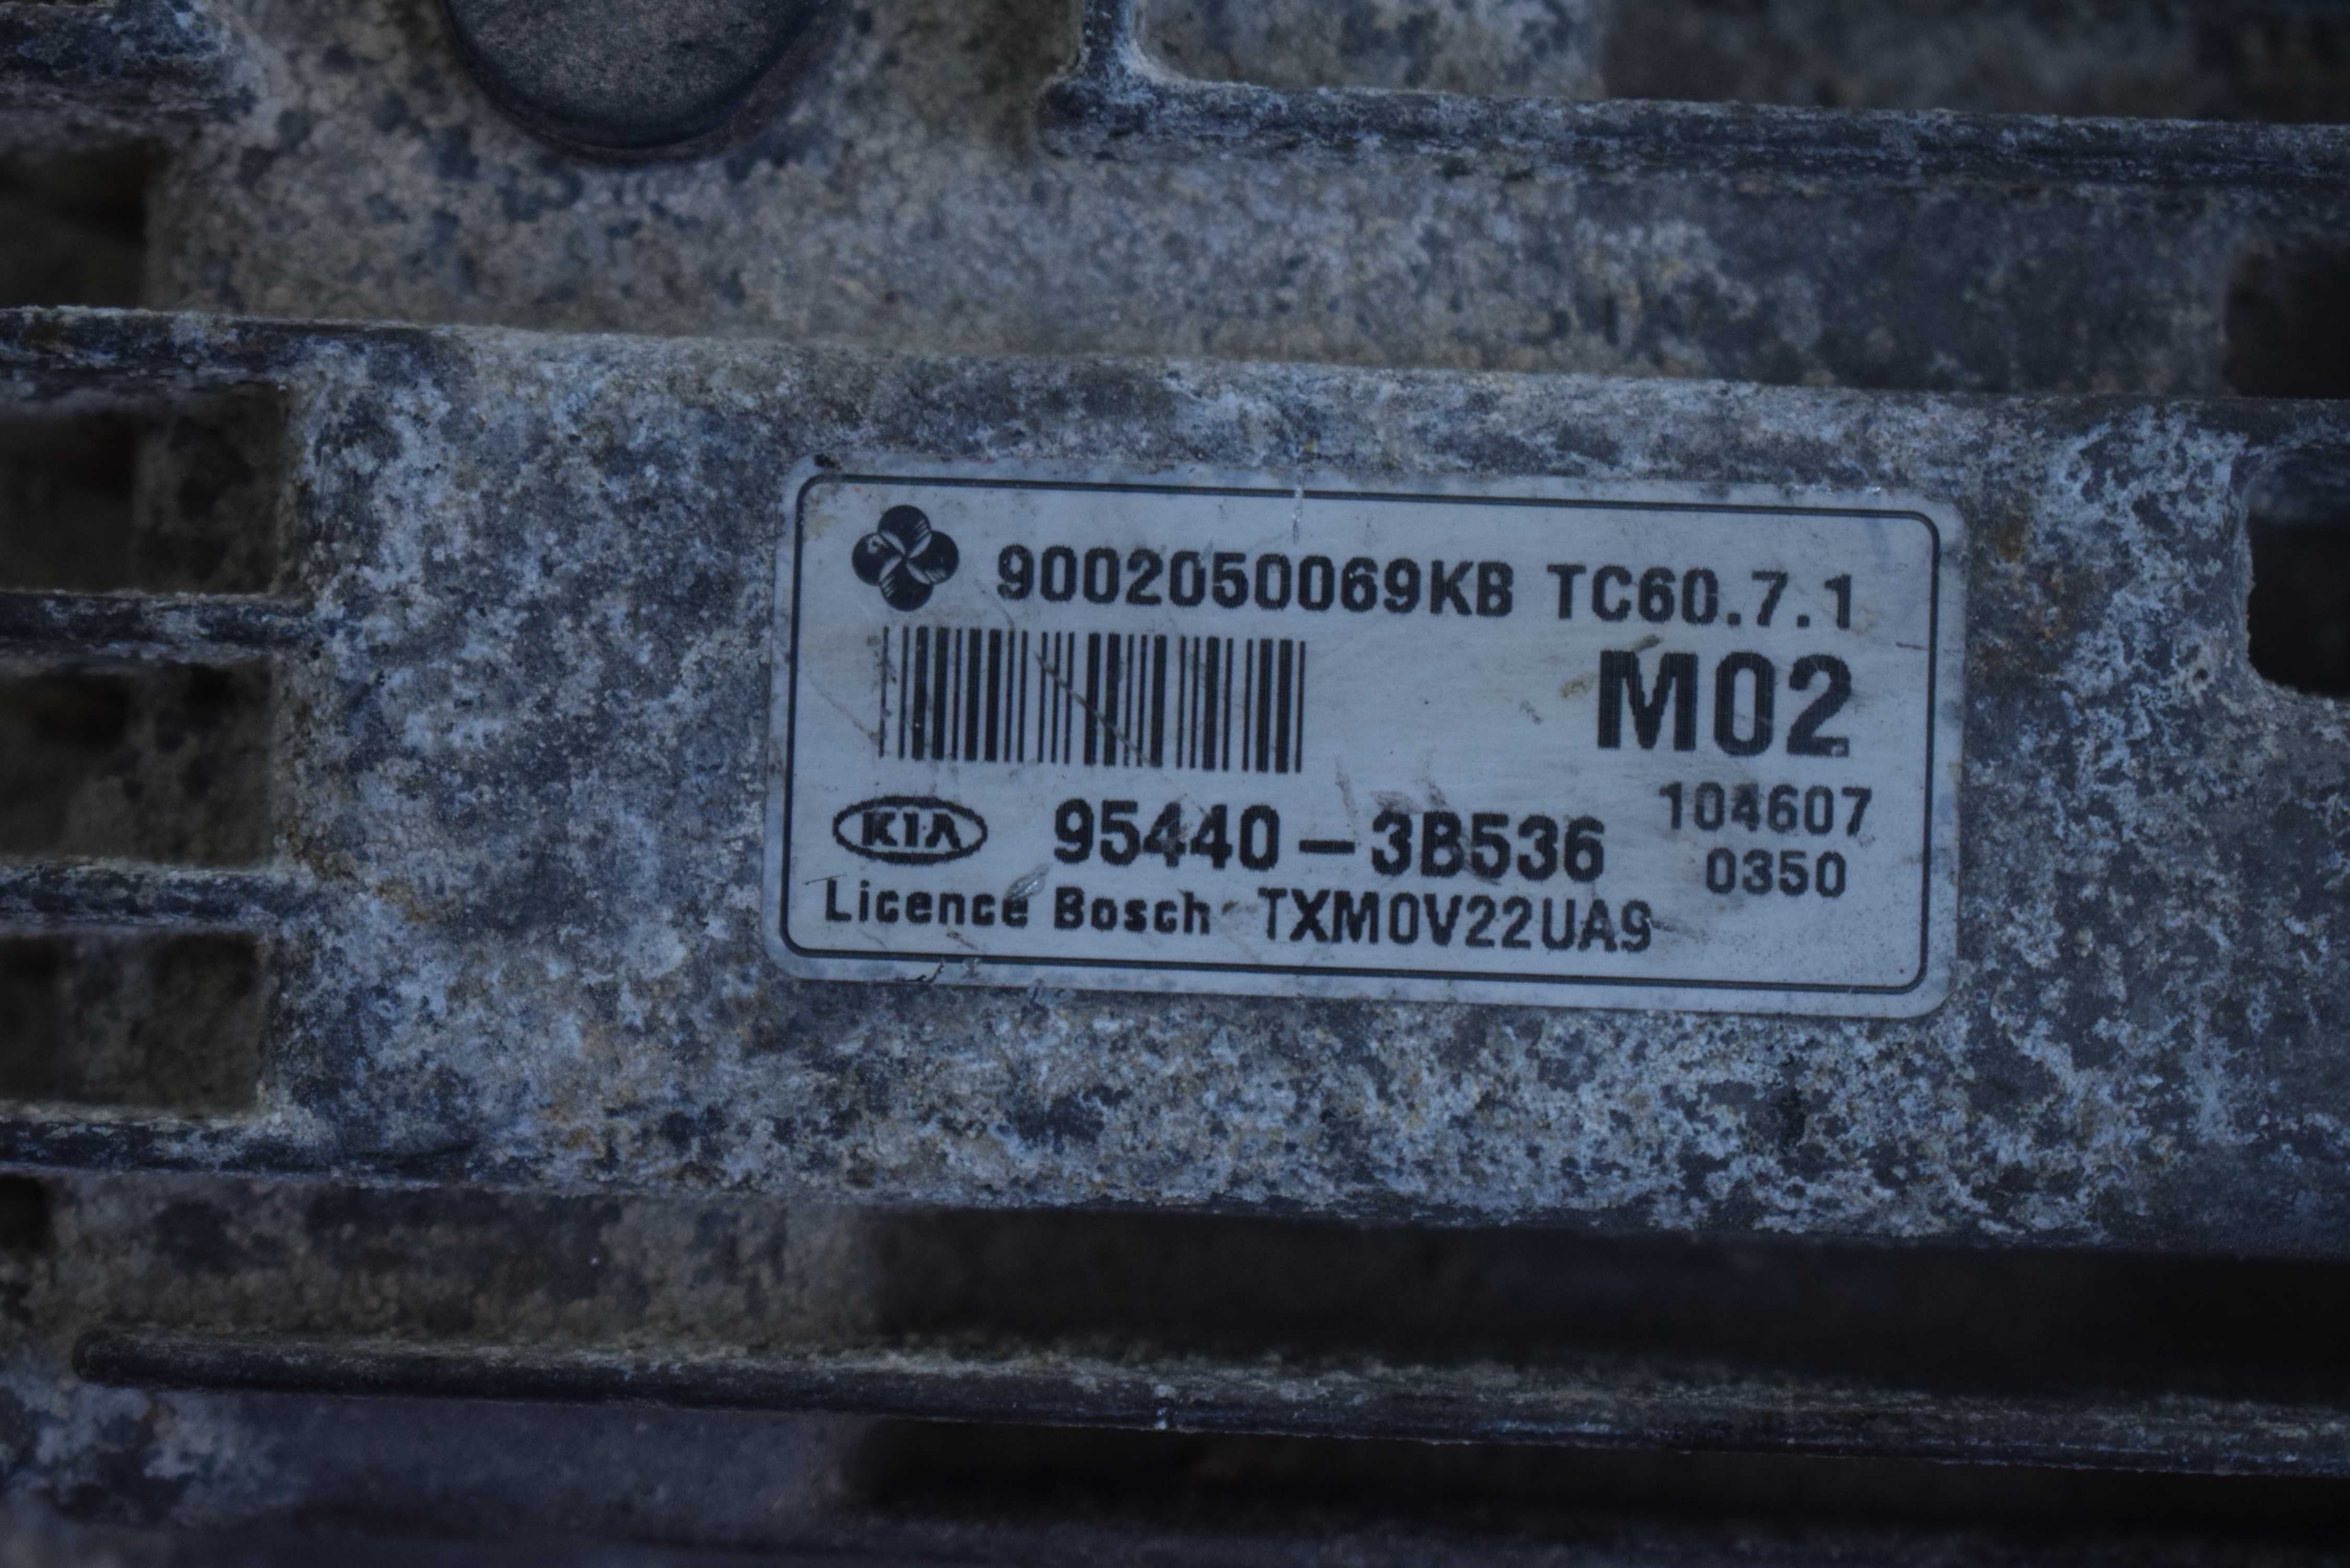 9002050069KB TC60.7.1
M02
KIA 95440-3B536 104607
0350
Licence Bosch TXM0V22UA9